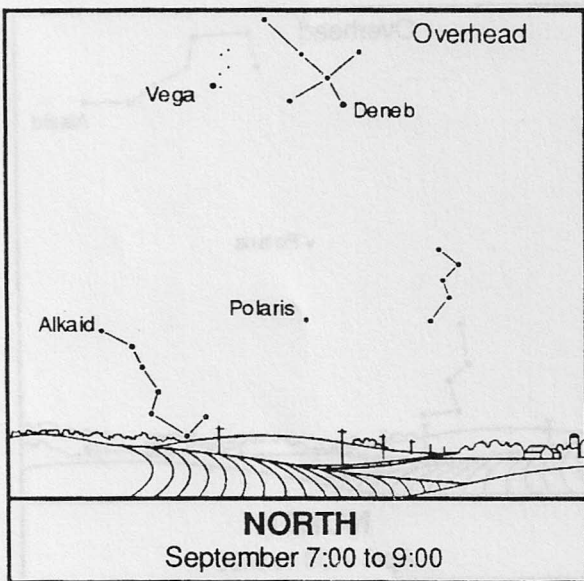 Overhead
Vega
Deneb
Polaris
Alkaid
NORTH
September 7:00 to 9:00